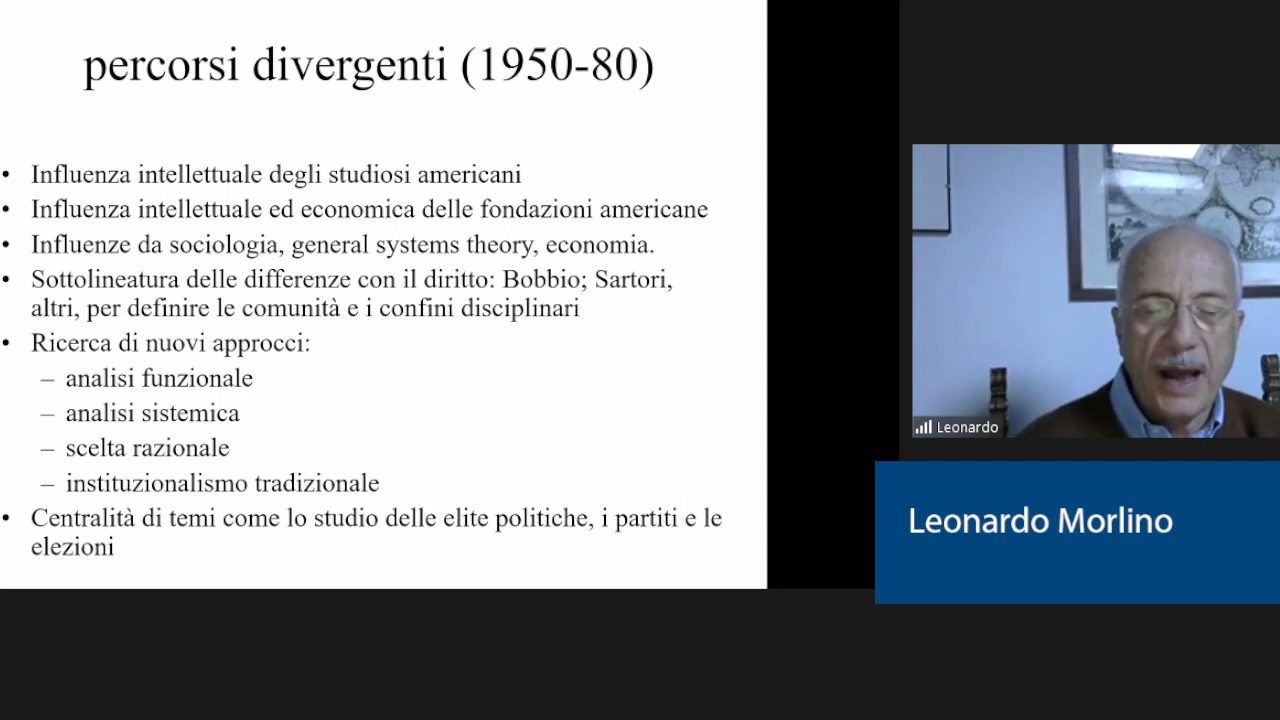 percorsi divergenti (1950-80)
• Influenza intellettuale degli studiosi americani
• Influenza intellettuale ed economica delle fondazioni americane
• Influenze da sociologia, general systems theory, economia.
• Sottolineatura delle differenze con il diritto: Bobbio; Sartori,
altri, per definire le comunità e i confini disciplinari
• Ricerca di nuovi approcci:
– analisi funzionale
– analisi sistemica
– scelta razionale
– instituzionalismo tradizionale
• Centralità di temi come lo studio delle elite politiche, i partiti e le
elezioni
Leonardo
Leonardo Morlino